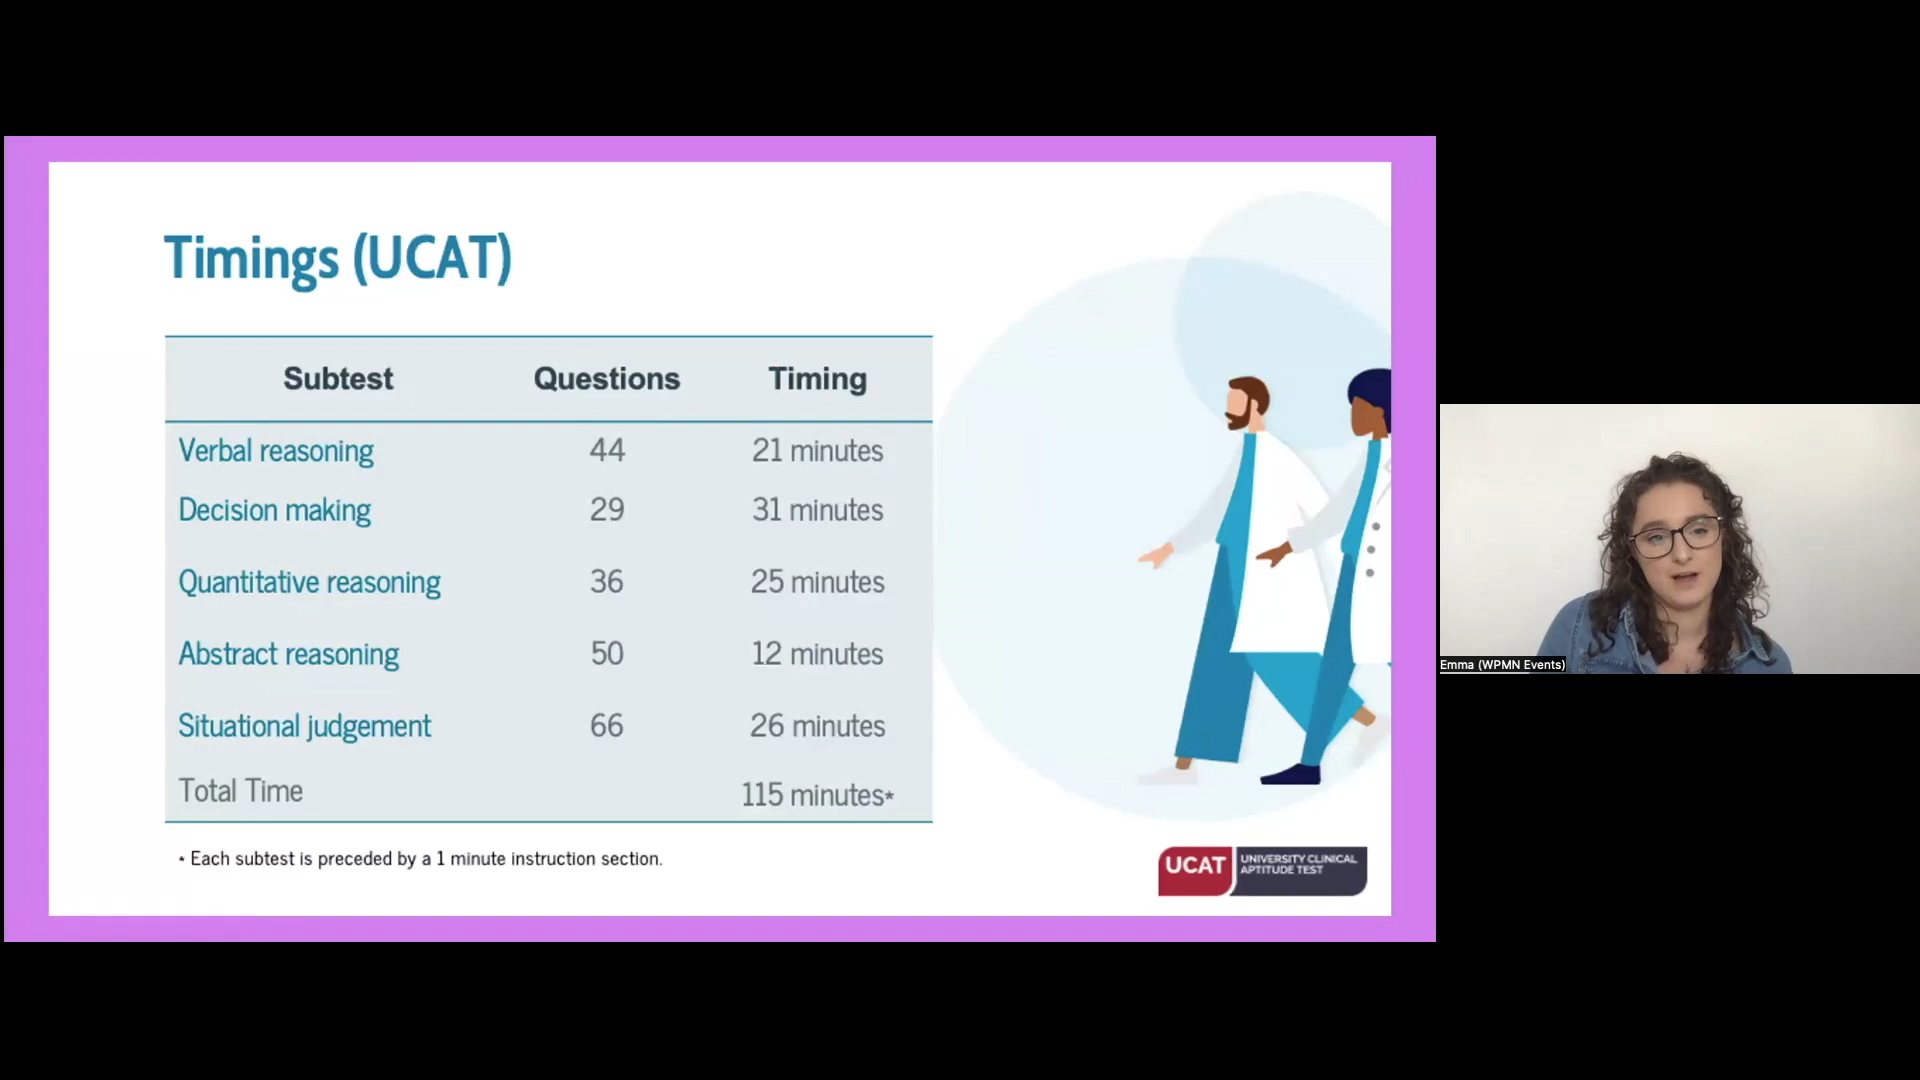 Timings (UCAT)
Subtest Questions Timing
Verbal reasoning 44 21 minutes
Decision making 29 31 minutes
Quantitative reasoning 36 25 minutes
Abstract reasoning 50 12 minutes
Situational judgement 66 26 minutes
Total Time 115 minutes*
* Each subtest is preceded by a 1 minute instruction section.
UCAT UNIVERSITY CLINICAL
APTITUDE TEST
Emma (WPMN Events)